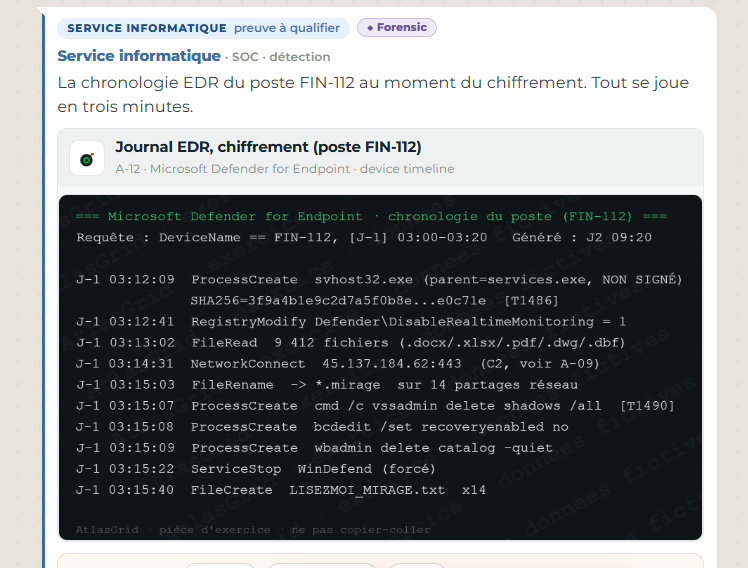 SERVICE INFORMATIQUE preuve à qualifier ⬥ Forensic
Service informatique · SOC · détection
La chronologie EDR du poste FIN-112 au moment du chiffrement. Tout se joue
en trois minutes.
Journal EDR, chiffrement (poste FIN-112)
A-12 · Microsoft Defender for Endpoint · device timeline
=== Microsoft Defender for Endpoint · chronologie du poste (FIN-112) ===
Requête : DeviceName == FIN-112, [J-1] 03:00-03:20 Généré : J2 09:20
J-1 03:12:09 ProcessCreate svhost32.exe (parent=services.exe, NON SIGNÉ)
SHA256=3f9a4b1e9c2d7a5f0b8e...e0c71e [T1486]
J-1 03:12:41 RegistryModify Defender\DisableRealtimeMonitoring = 1
J-1 03:13:02 FileRead 9 412 fichiers (.docx/.xlsx/.pdf/.dwg/.dbf)
J-1 03:14:31 NetworkConnect 45.137.184.62:443 (C2, voir A-09)
J-1 03:15:03 FileRename -> *.mirage sur 14 partages réseau
J-1 03:15:07 ProcessCreate cmd /c vssadmin delete shadows /all [T1490]
J-1 03:15:08 ProcessCreate bcdedit /set recoveryenabled no
J-1 03:15:09 ProcessCreate wbadmin delete catalog -quiet
J-1 03:15:22 ServiceStop WinDefend (forcé)
J-1 03:15:40 FileCreate LISEZMOI_MIRAGE.txt x14
AtlasGrid · piéce d'exercice · ne pas copier-coller